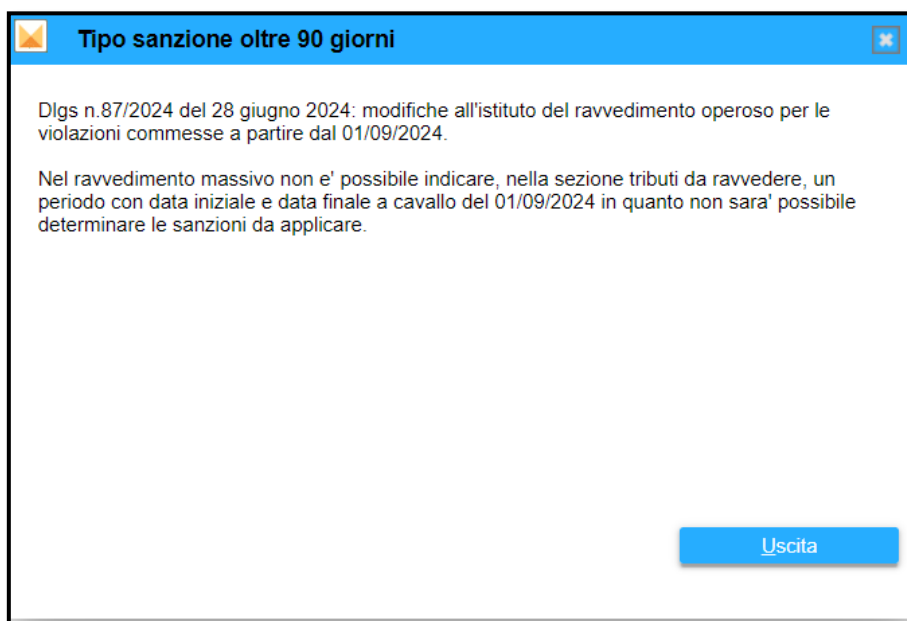 Tipo sanzione oltre 90 giorni
Dlgs n.87/2024 del 28 giugno 2024: modifiche all'istituto del ravvedimento operoso per le
violazioni commesse a partire dal 01/09/2024.
Nel ravvedimento massivo non e' possibile indicare, nella sezione tributi da ravvedere, un
periodo con data iniziale e data finale a cavallo del 01/09/2024 in quanto non sara' possibile
determinare le sanzioni da applicare.
Uscita